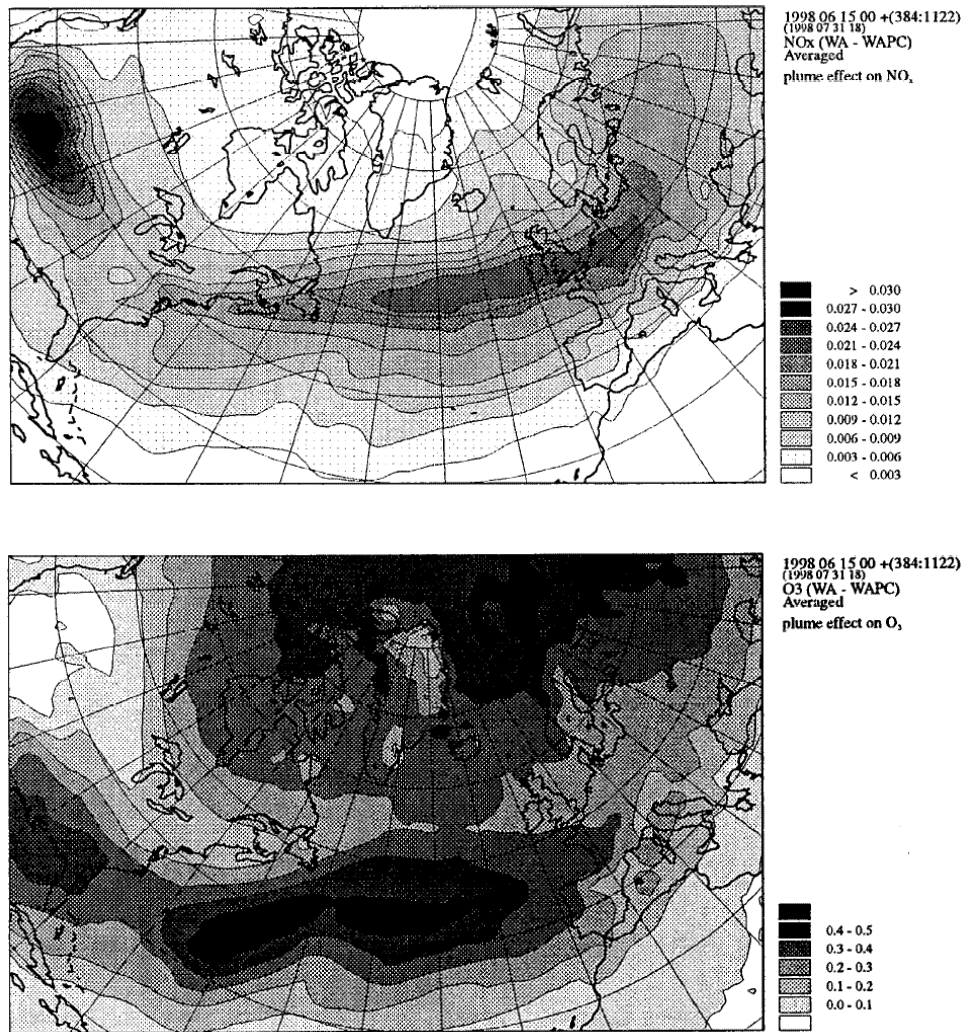 1998 06 15 00 +(384:1122)
(1998 07 31 18)
NOx (WA - WAPC)
Averaged
plume effect on NOₓ
> 0.030
0.027 - 0.030
0.024 - 0.027
0.021 - 0.024
0.018 - 0.021
0.015 - 0.018
0.012 - 0.015
0.009 - 0.012
0.006 - 0.009
0.003 - 0.006
< 0.003
1998 06 15 00 +(384:1122)
(1998 07 31 18)
O3 (WA - WAPC)
Averaged
plume effect on O₃
0.4 - 0.5
0.3 - 0.4
0.2 - 0.3
0.1 - 0.2
0.0 - 0.1